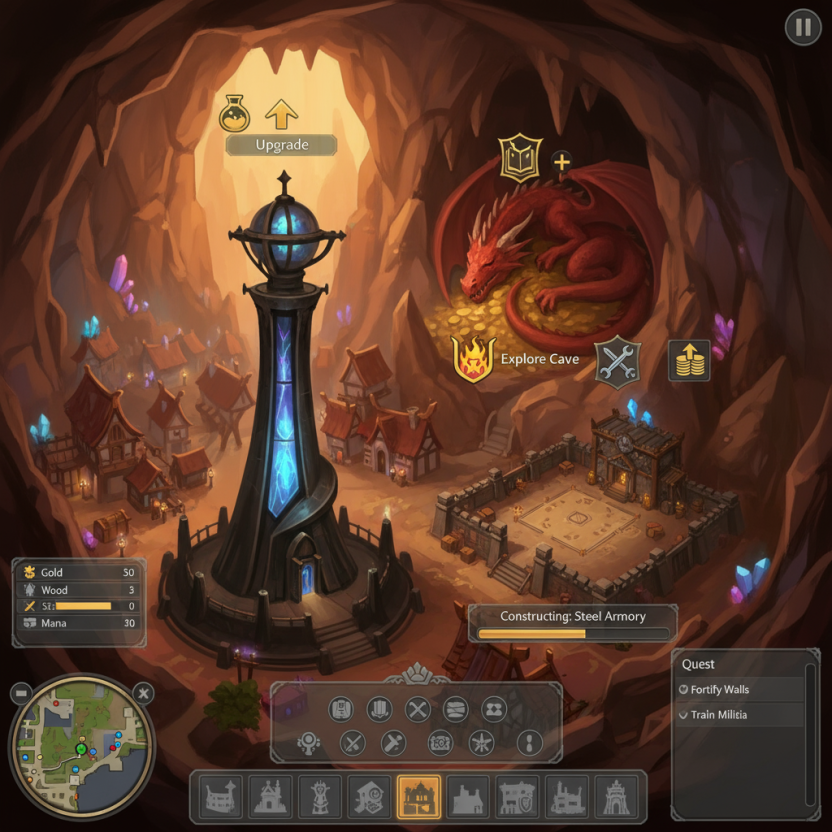 Upgrade
Explore Cave
Gold 50
Wood 3
0
Mana 30
Constructing: Steel Armory
Quest
Fortify Walls
Train Militia